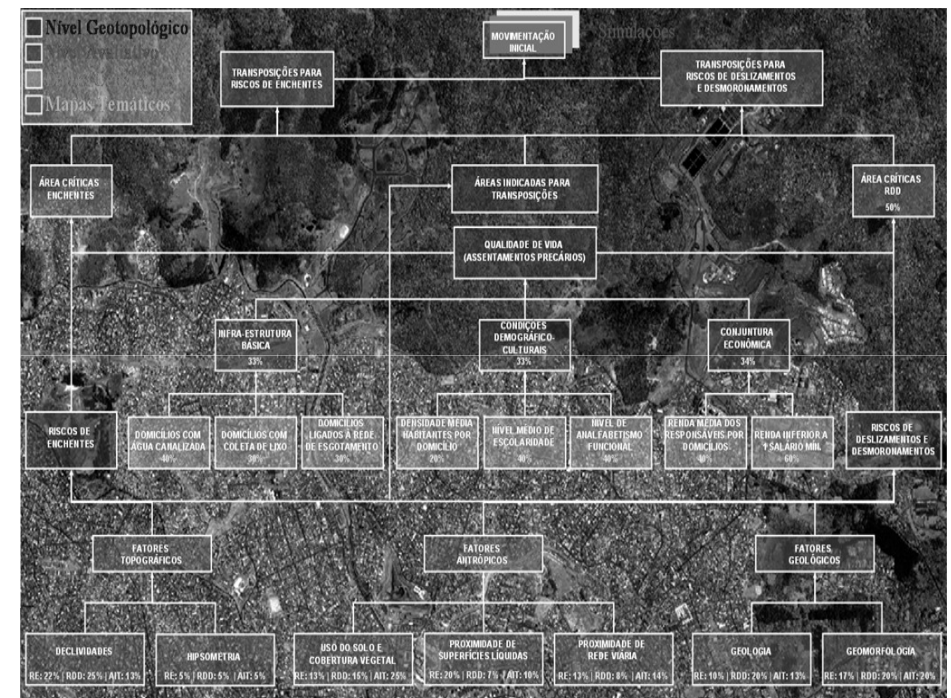 Nível Geotopológico
Mapas Temáticos
Simulações
MOVIMENTAÇÃO
INICIAL
TRANSPOSIÇÕES PARA
RISCOS DE ENCHENTES
TRANSPOSIÇÕES PARA
RISCOS DE DESLIZAMENTOS
E DESMORONAMENTOS
ÁREA CRÍTICAS
ENCHENTES
ÁREAS INDICADAS PARA
TRANSPOSIÇÕES
ÁREA CRÍTICAS
RDD
50%
QUALIDADE DE VIDA
(ASSENTAMENTOS PRECÁRIOS)
INFRA-ESTRUTURA
BÁSICA
33%
CONDIÇÕES
DEMOGRÁFICO-
CULTURAIS
33%
CONJUNTURA
ECONÔMICA
34%
RISCOS DE
ENCHENTES
DOMICÍLIOS COM
ÁGUA CANALIZADA
40%
DOMICÍLIOS COM
COLETA DE LIXO
30%
DOMICÍLIOS
LIGADOS A REDE
DE ESGOTAMENTO
30%
DENSIDADE MÉDIA
HABITANTES POR
DOMICÍLIO
20%
NÍVEL MÉDIO DE
ESCOLARIDADE
40%
NÍVEL DE
ANALFABETISMO
FUNCIONAL
40%
RENDA MÉDIA DOS
RESPONSÁVEIS POR
DOMICÍLIOS
40%
RENDA INFERIOR A
1 SALÁRIO MÍN.
60%
RISCOS DE
DESLIZAMENTOS E
DESMORONAMENTOS
FATORES
TOPOGRÁFICOS
FATORES
ANTRÓPICOS
FATORES
GEOLÓGICOS
DECLIVIDADES
RE: 22% | RDD: 25% | AIT: 13%
HIPSOMETRIA
RE: 5% | RDD: 5% | AIT: 5%
USO DO SOLO E
COBERTURA VEGETAL
RE: 13% | RDD: 15% | AIT: 25%
PROXIMIDADE DE
SUPERFÍCIES LÍQUIDAS
RE: 20% | RDD: 7% | AIT: 10%
PROXIMIDADE DE
REDE VIÁRIA
RE: 13% | RDD: 8% | AIT: 14%
GEOLOGIA
RE: 10% | RDD: 20% | AIT: 13%
GEOMORFOLOGIA
RE: 17% | RDD: 20% | AIT: 20%